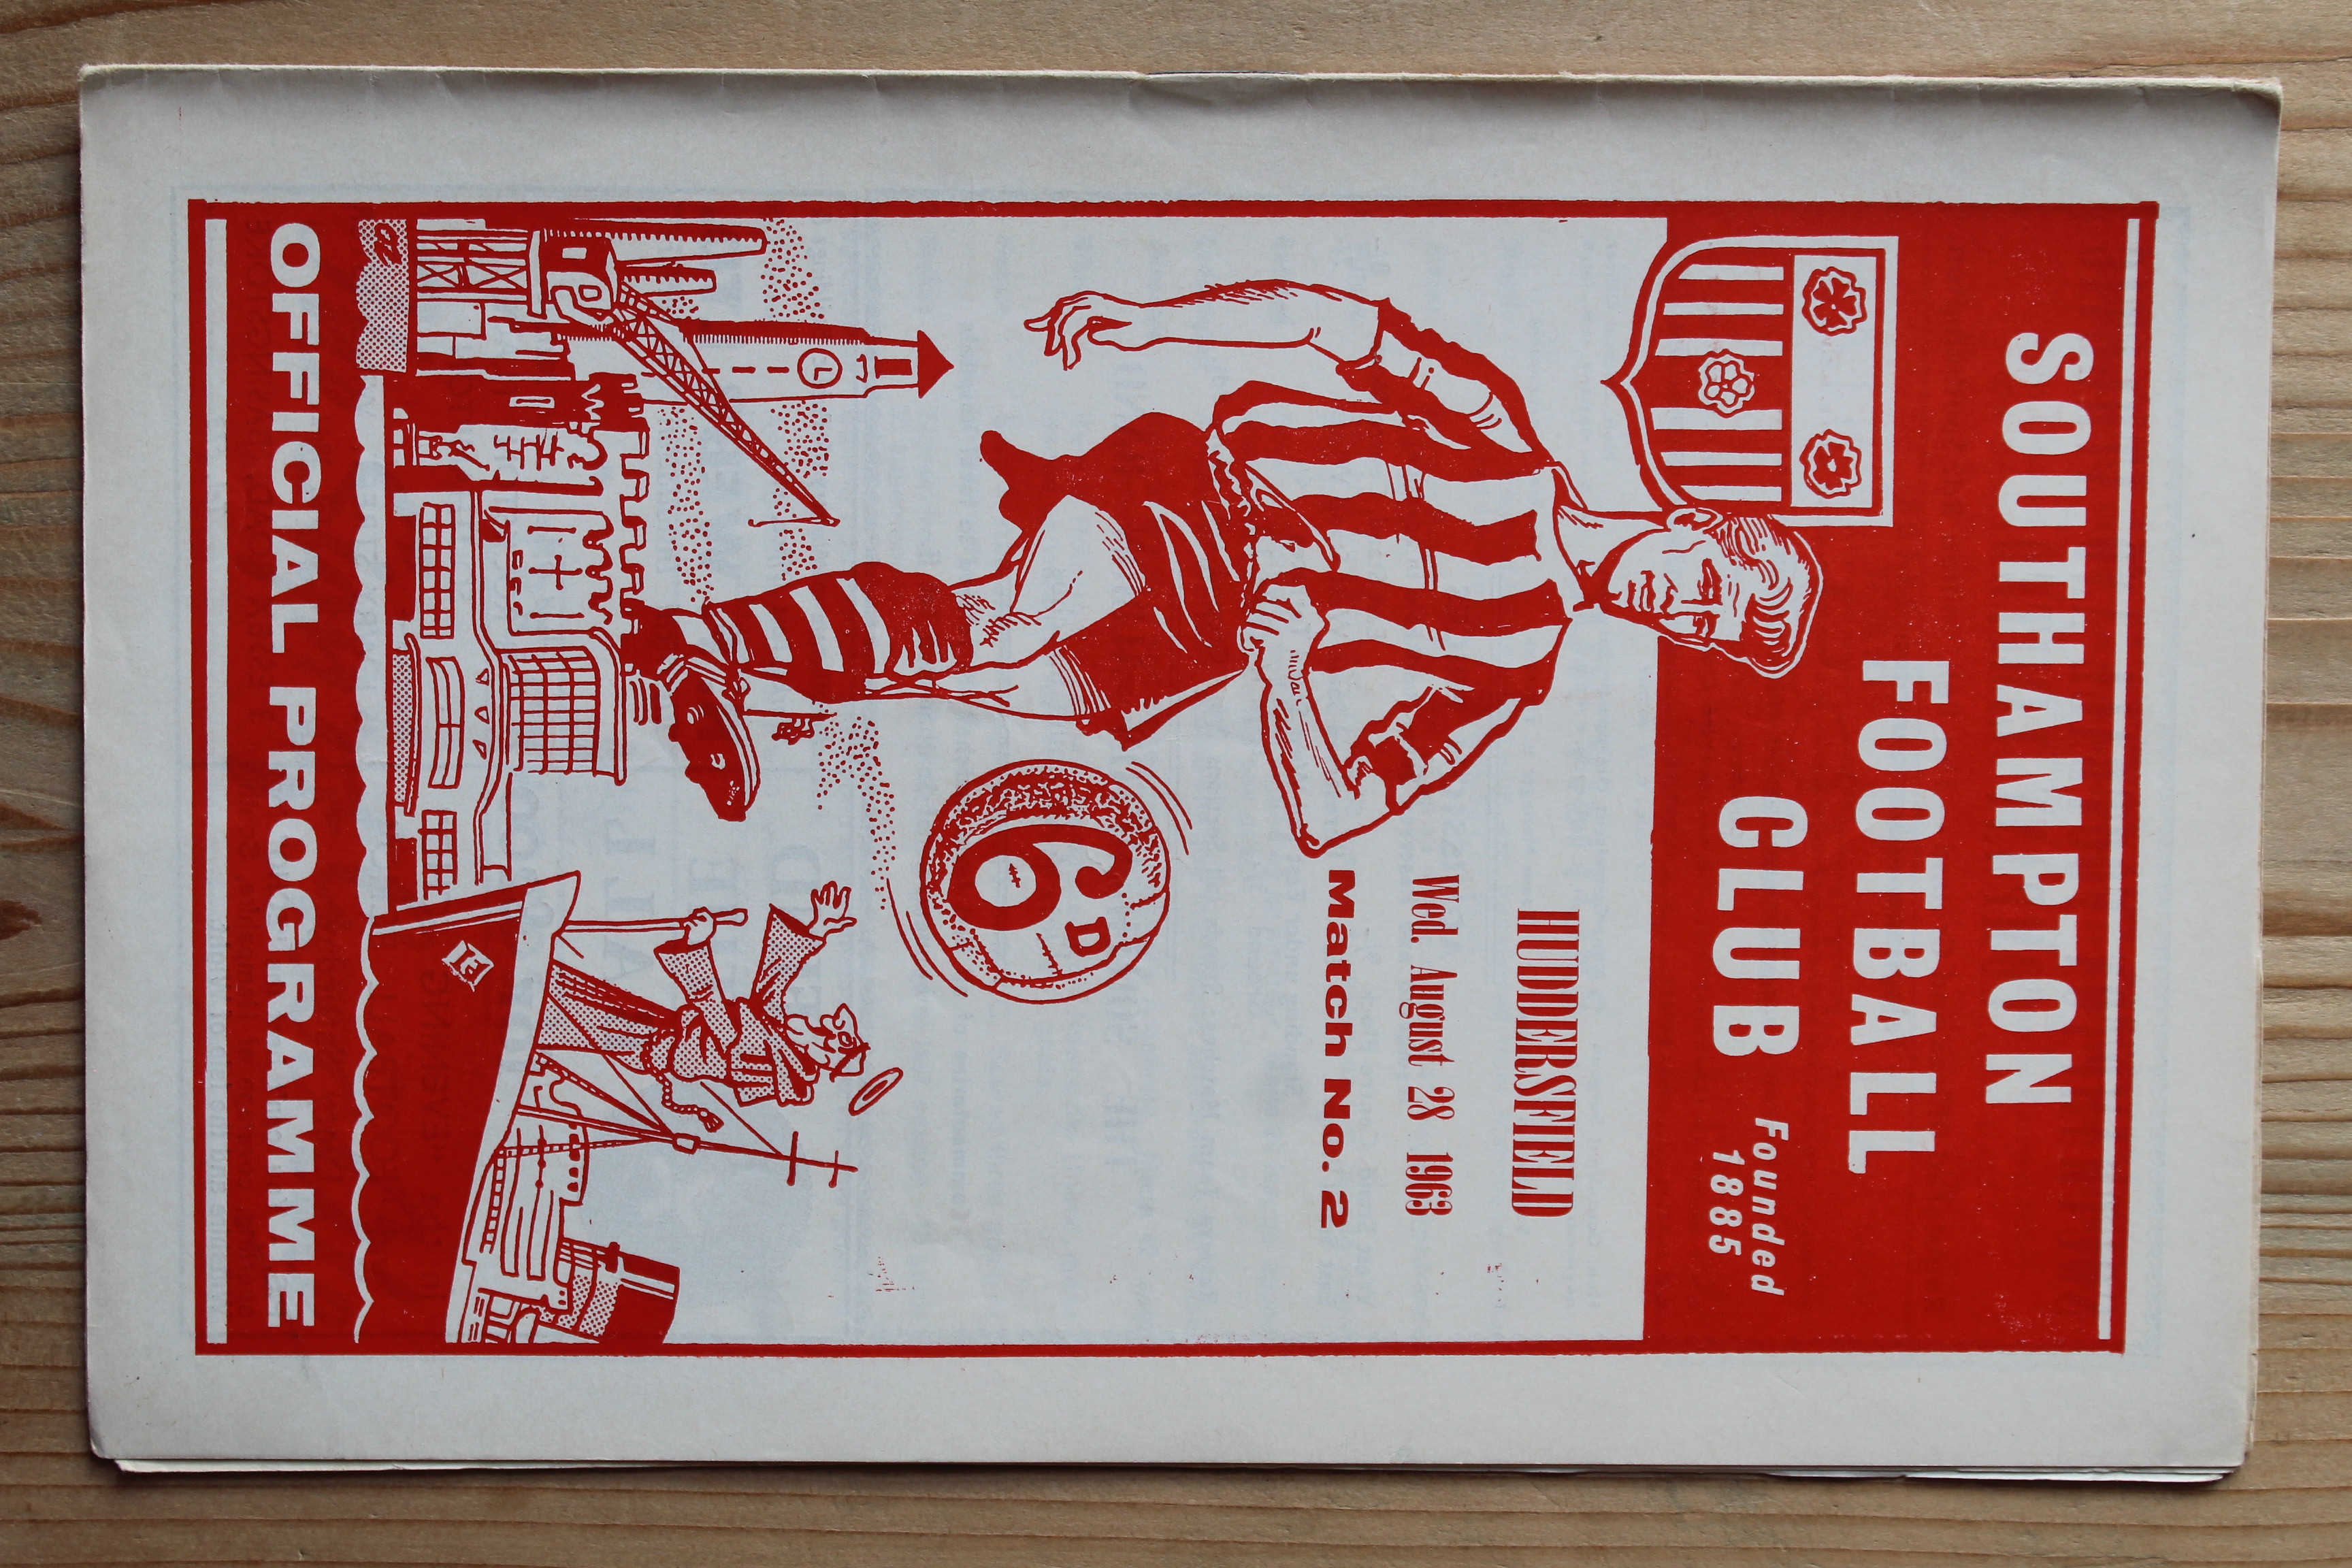 SOUTHAMPTON
FOOTBALL
CLUB
Founded
1885
HUDDERSFIELD
Wed. August 28 1963
Match No. 2
6D
OFFICIAL PROGRAMME